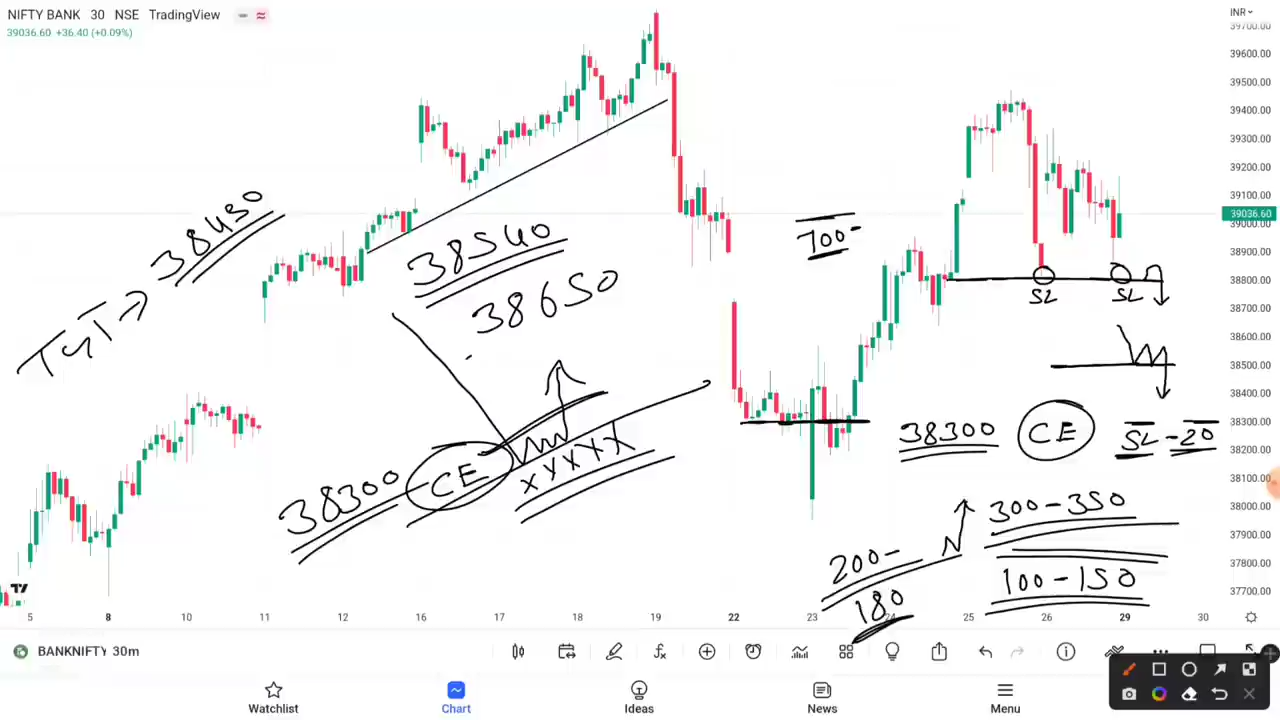 NIFTY BANK 30 NSE TradingView
39036.60 +36.40 (+0.09%)
INR
39700.00
39600.00
39500.00
39400.00
39300.00
39200.00
39100.00
39036.60
39000.00
38900.00
38800.00
38700.00
38600.00
38500.00
38400.00
38300.00
38200.00
38100.00
38000.00
37900.00
37800.00
37700.00
38450
38540
38650
700-
SL
SL
38300 CE
38300 CE SL-20
xxxxx
300-350
200-
100-150
180
5 8 10 11 12 16 17 18 19 22 23 24 25 26 29 30
BANKNIFTY 30m
Watchlist Chart Ideas News Menu